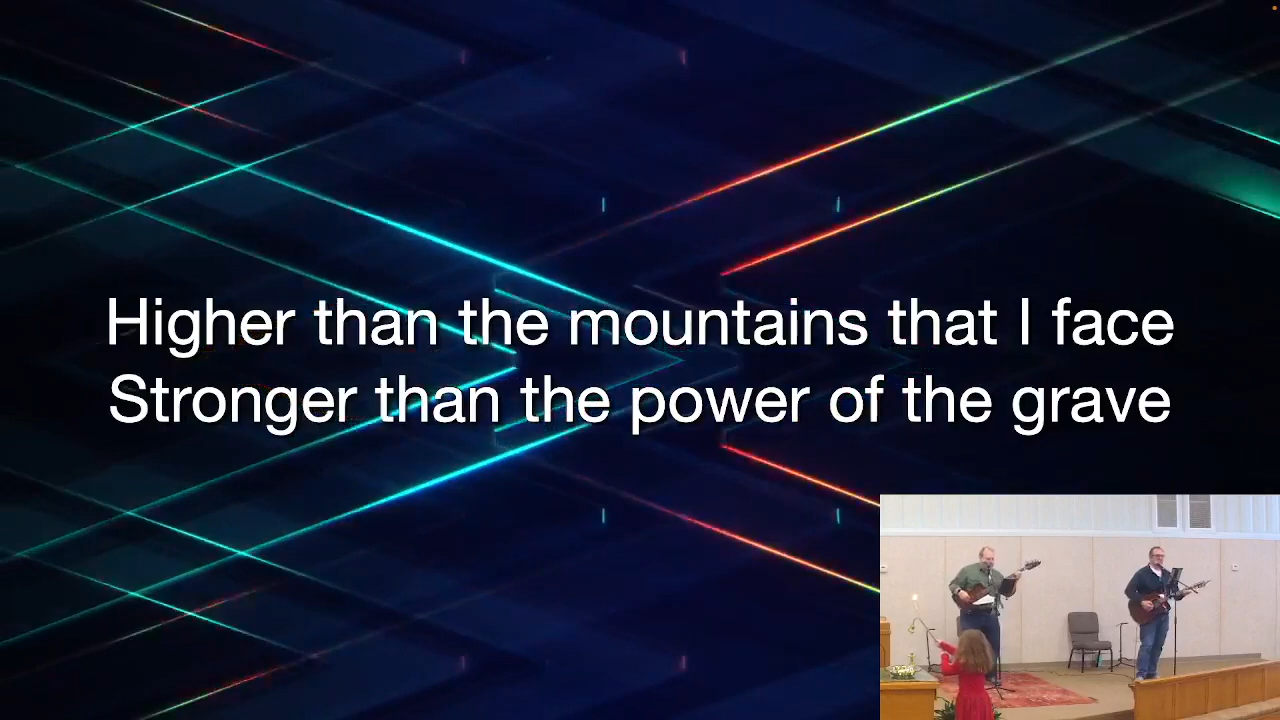 Higher than the mountains that I face
Stronger than the power of the grave